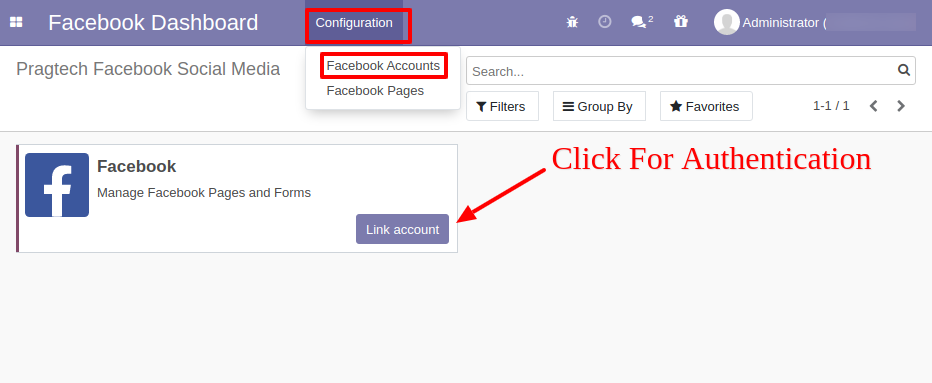 Facebook Dashboard
Configuration
2
Administrator (
Pragtech Facebook Social Media
Facebook Accounts
Facebook Pages
Search...
Filters
Group By
Favorites
1-1 / 1
Facebook
Manage Facebook Pages and Forms
Link account
Click For Authentication